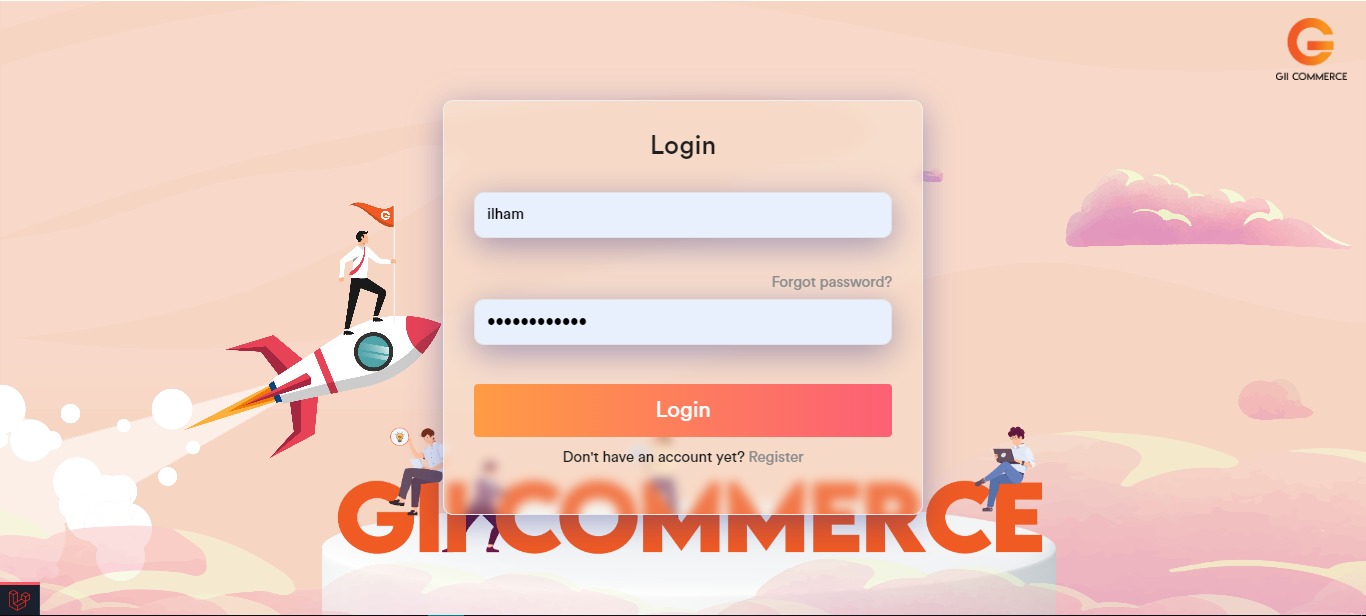 GII COMMERCE
Login
ilham
Forgot password?
••••••••••••
Login
Don't have an account yet? Register
GII COMMERCE